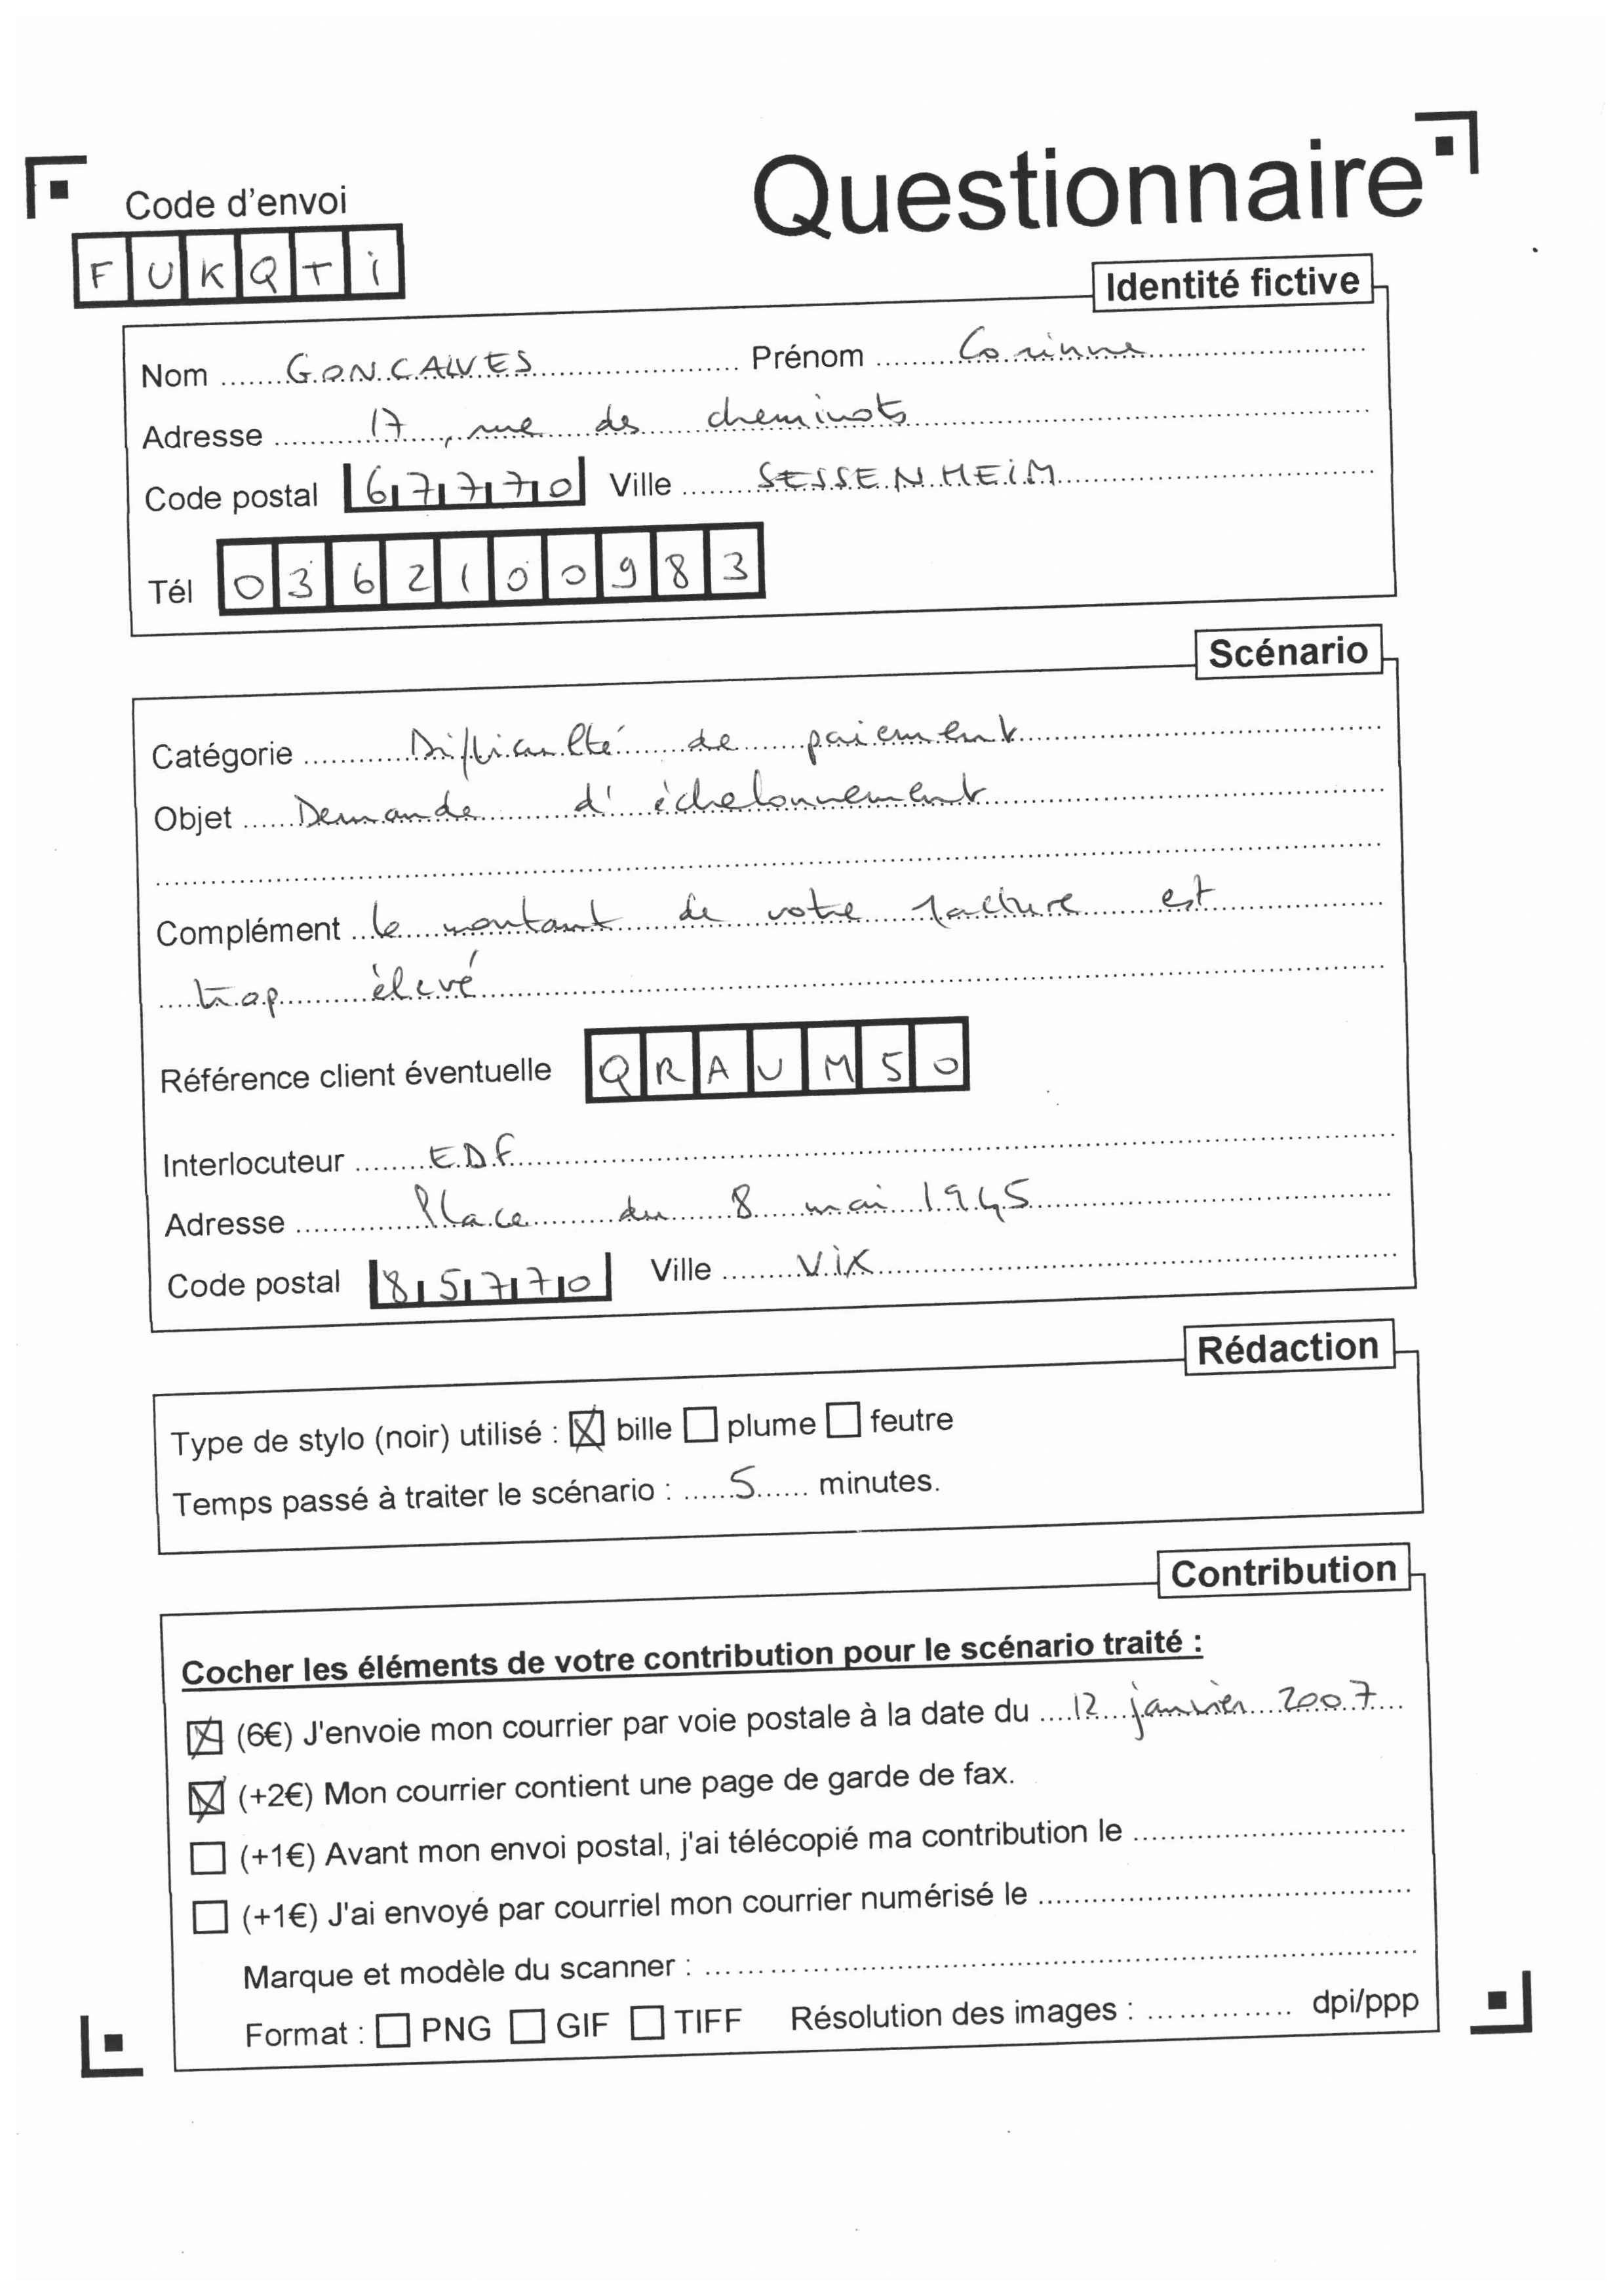 Questionnaire
Code d'envoi
FUKQTi
Identité fictive
Nom GONCALVES Prénom Corinne
Adresse 17, rue des cheminots
Code postal 67770 Ville SESSENHEiM
Tél 0362100983
Scénario
Catégorie Difficulté de paiement
Objet Demande d'échelonnement
Complément le montant de votre facture est
trop élevé
Référence client éventuelle QRAUM50
Interlocuteur EDF
Adresse Place du 8 mai 1945
Code postal 85770 Ville ViX
Rédaction
Type de stylo (noir) utilisé : ☒ bille ☐ plume ☐ feutre
Temps passé à traiter le scénario : 5 minutes.
Contribution
Cocher les éléments de votre contribution pour le scénario traité :
☒ (6€) J'envoie mon courrier par voie postale à la date du 12 janvier 2007
☒ (+2€) Mon courrier contient une page de garde de fax.
☐ (+1€) Avant mon envoi postal, j'ai télécopié ma contribution le
☐ (+1€) J'ai envoyé par courriel mon courrier numérisé le
Marque et modèle du scanner :
Format : ☐ PNG ☐ GIF ☐ TIFF Résolution des images : dpi/ppp